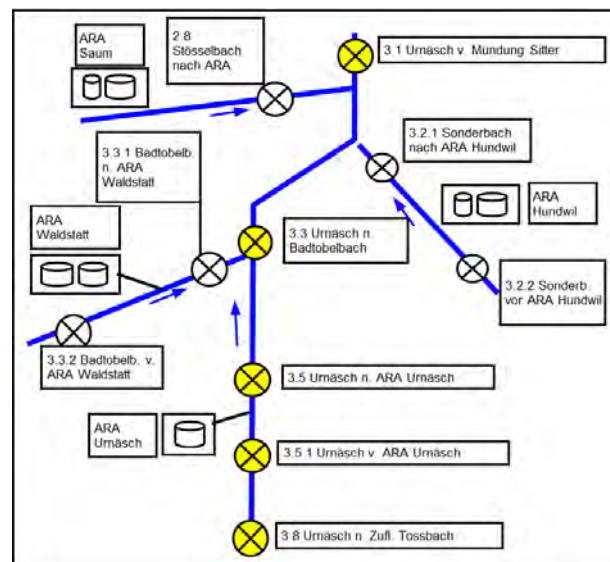 ARA
Saum
2.8
Stösselbach
nach ARA
3.1 Urnäsch v. Mündung Sitter
3.3.1 Badtobelb.
n. ARA
Waldstatt
3.2.1 Sonderbach
nach ARA Hundwil
ARA
Hundwil
ARA
Waldstatt
3.3 Urnäsch n.
Badtobelbach
3.2.2 Sonderb.
vor ARA Hundwil
3.3.2 Badtobelb. v.
ARA Waldstatt
3.5 Urnäsch n. ARA Urnäsch
ARA
Urnäsch
3.5.1 Urnäsch v. ARA Urnäsch
3.8 Urnäsch n. Zufl. Tossbach